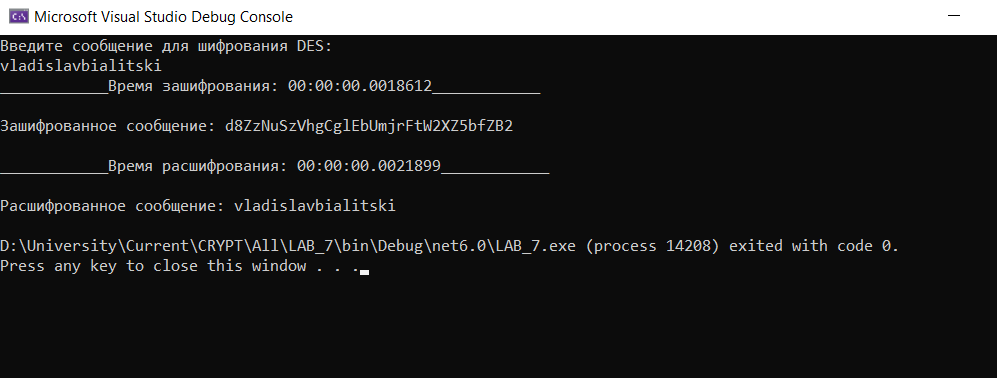 Microsoft Visual Studio Debug Console
Введите сообщение для шифрования DES:
vladislavbialitski
____________Время зашифрования: 00:00:00.0018612____________
Зашифрованное сообщение: d8ZzNuSzVhgCglEbUmjrFtW2XZ5bfZB2
____________Время расшифрования: 00:00:00.0021899____________
Расшифрованное сообщение: vladislavbialitski
D:\University\Current\CRYPT\All\LAB_7\bin\Debug\net6.0\LAB_7.exe (process 14208) exited with code 0.
Press any key to close this window . . .